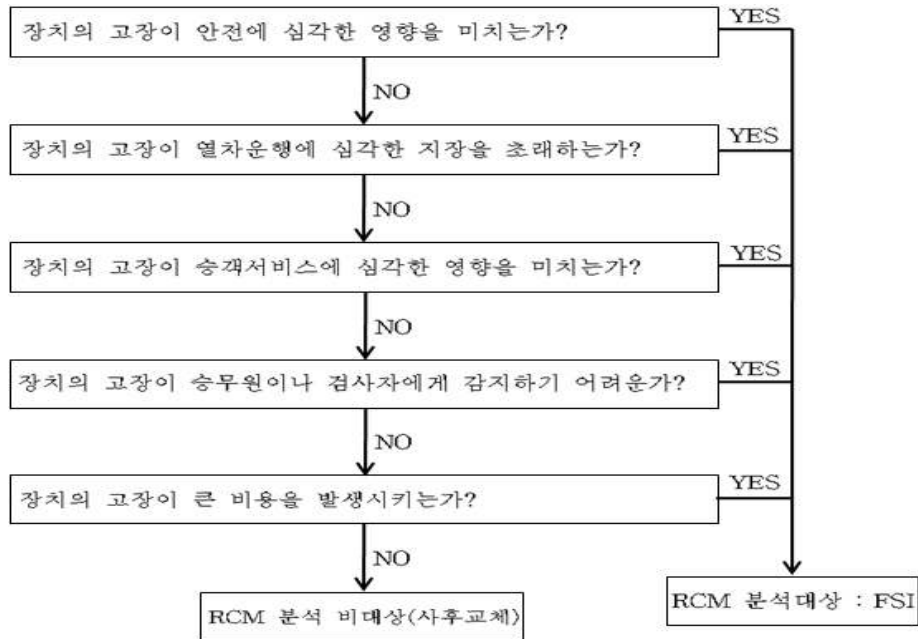 장치의 고장이 안전에 심각한 영향을 미치는가?
YES
NO
장치의 고장이 열차운행에 심각한 지장을 초래하는가?
YES
NO
장치의 고장이 승객서비스에 심각한 영향을 미치는가?
YES
NO
장치의 고장이 승무원이나 검사자에게 감지하기 어려운가?
YES
NO
장치의 고장이 큰 비용을 발생시키는가?
YES
NO
RCM 분석 비대상(사후교체)
RCM 분석대상 : FSI